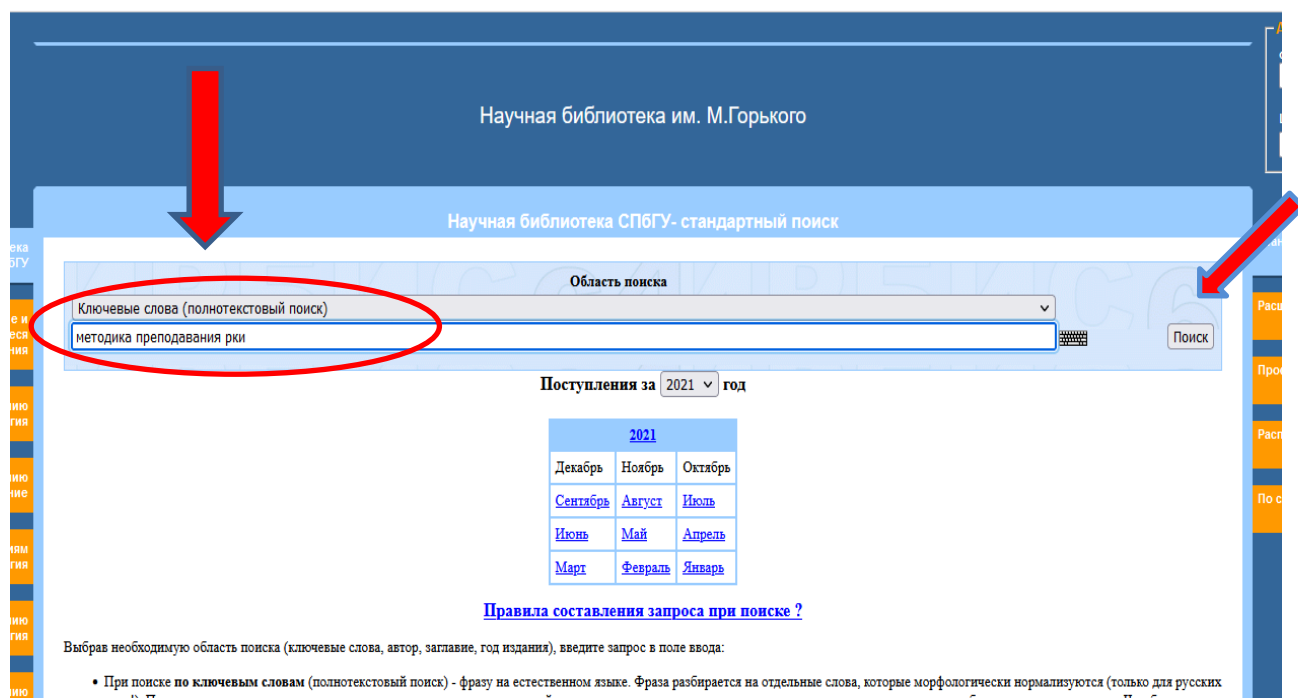 Научная библиотека им. М.Горького
Научная библиотека СПбГУ- стандартный поиск
Область поиска
Ключевые слова (полнотекстовый поиск)
методика преподавания рки
Поиск
Поступления за 2021 год
2021
Декабрь Ноябрь Октябрь
Сентябрь Август Июль
Июнь Май Апрель
Март Февраль Январь
Правила составления запроса при поиске ?
Выбрав необходимую область поиска (ключевые слова, автор, заглавие, год издания), введите запрос в поле ввода:
• При поиске по ключевым словам (полнотекстовый поиск) - фразу на естественном языке. Фраза разбирается на отдельные слова, которые морфологически нормализуются (только для русских